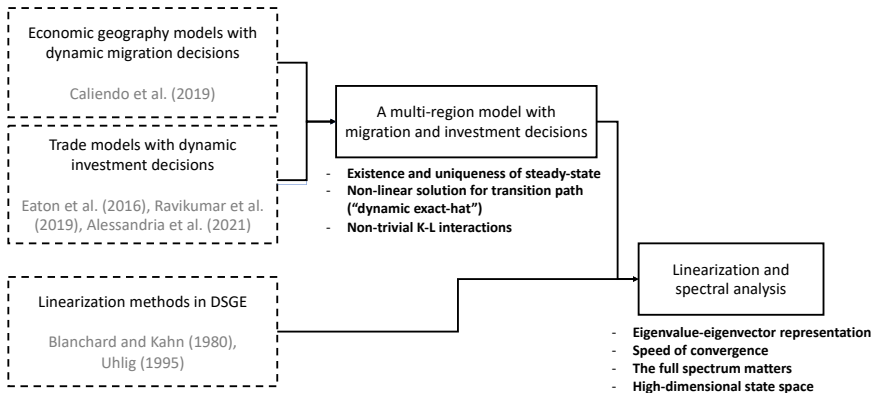 Economic geography models with
dynamic migration decisions
Caliendo et al. (2019)
Trade models with dynamic
investment decisions
Eaton et al. (2016), Ravikumar et al.
(2019), Alessandria et al. (2021)
Linearization methods in DSGE
Blanchard and Kahn (1980),
Uhlig (1995)
A multi-region model with
migration and investment decisions
- Existence and uniqueness of steady-state
- Non-linear solution for transition path
("dynamic exact-hat")
- Non-trivial K-L interactions
Linearization and
spectral analysis
- Eigenvalue-eigenvector representation
- Speed of convergence
- The full spectrum matters
- High-dimensional state space